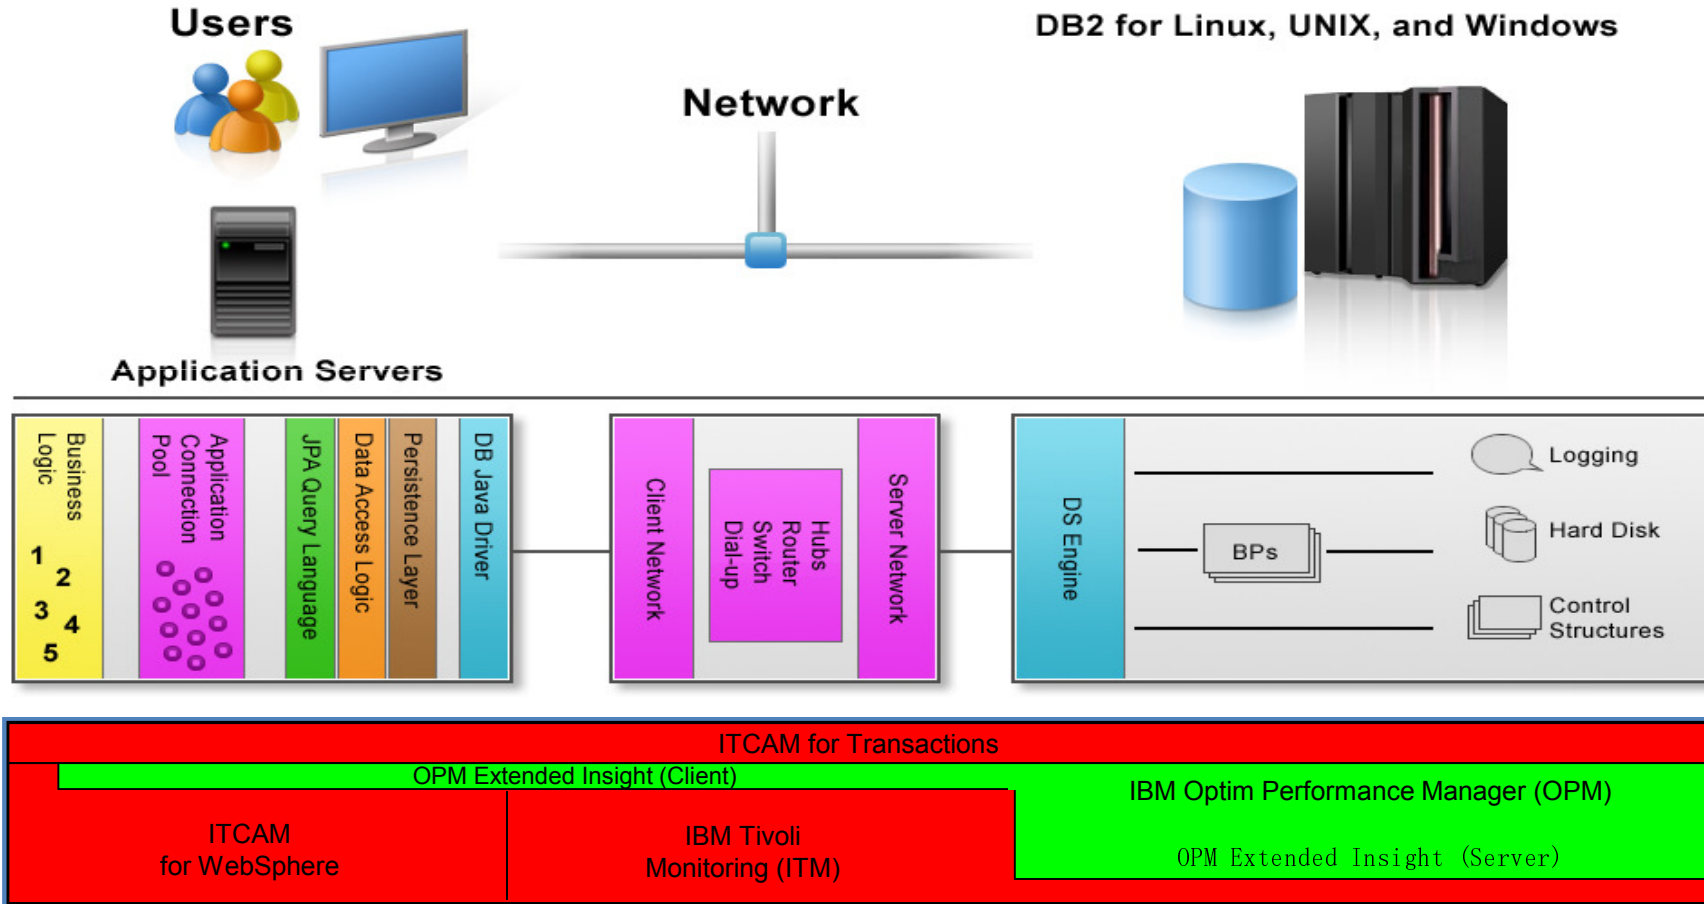 Users
DB2 for Linux, UNIX, and Windows
Network
Application Servers
Business
Logic
1
2
3
4
5
Application
Connection
Pool
JPA Query Language
Data Access Logic
Persistence Layer
DB Java Driver
Client Network
Hubs
Router
Switch
Dial-up
Server Network
DS Engine
BPs
Logging
Hard Disk
Control
Structures
ITCAM for Transactions
OPM Extended Insight (Client)
IBM Optim Performance Manager (OPM)
ITCAM
for WebSphere
IBM Tivoli
Monitoring (ITM)
OPM Extended Insight (Server)